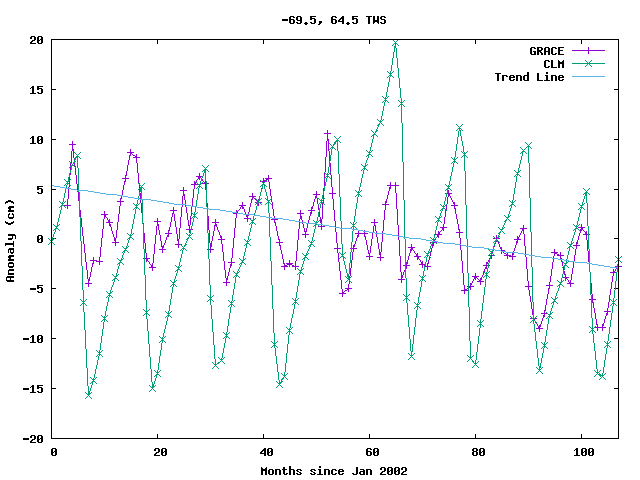 -69.5, 64.5 TWS
GRACE
CLM
Trend Line
20
15
10
5
0
-5
-10
-15
-20
Anomaly (cm)
0 20 40 60 80 100
Months since Jan 2002